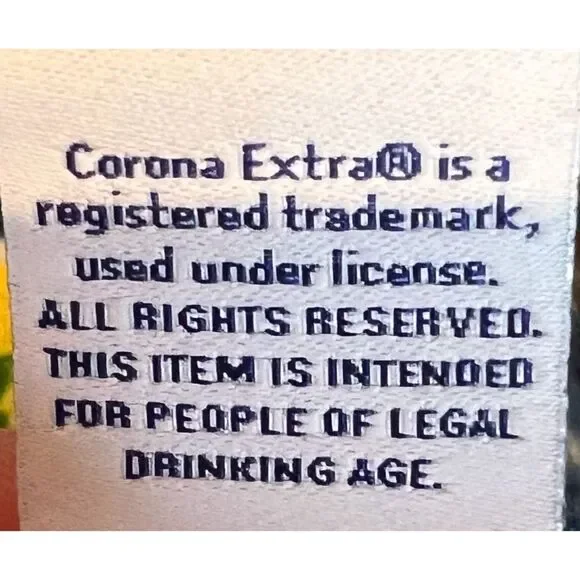 Corona Extra® is a
registered trademark,
used under license.
ALL RIGHTS RESERVED.
THIS ITEM IS INTENDED
FOR PEOPLE OF LEGAL
DRINKING AGE.